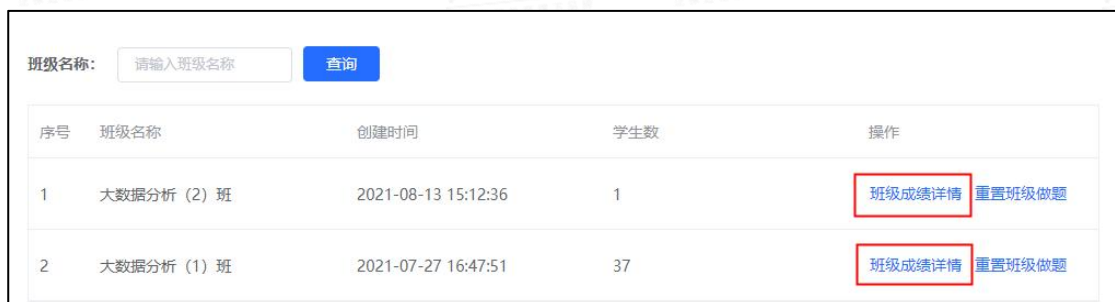 班级名称： 请输入班级名称 查询
序号 班级名称 创建时间 学生数 操作
1 大数据分析（2）班 2021-08-13 15:12:36 1 班级成绩详情 重置班级做题
2 大数据分析（1）班 2021-07-27 16:47:51 37 班级成绩详情 重置班级做题